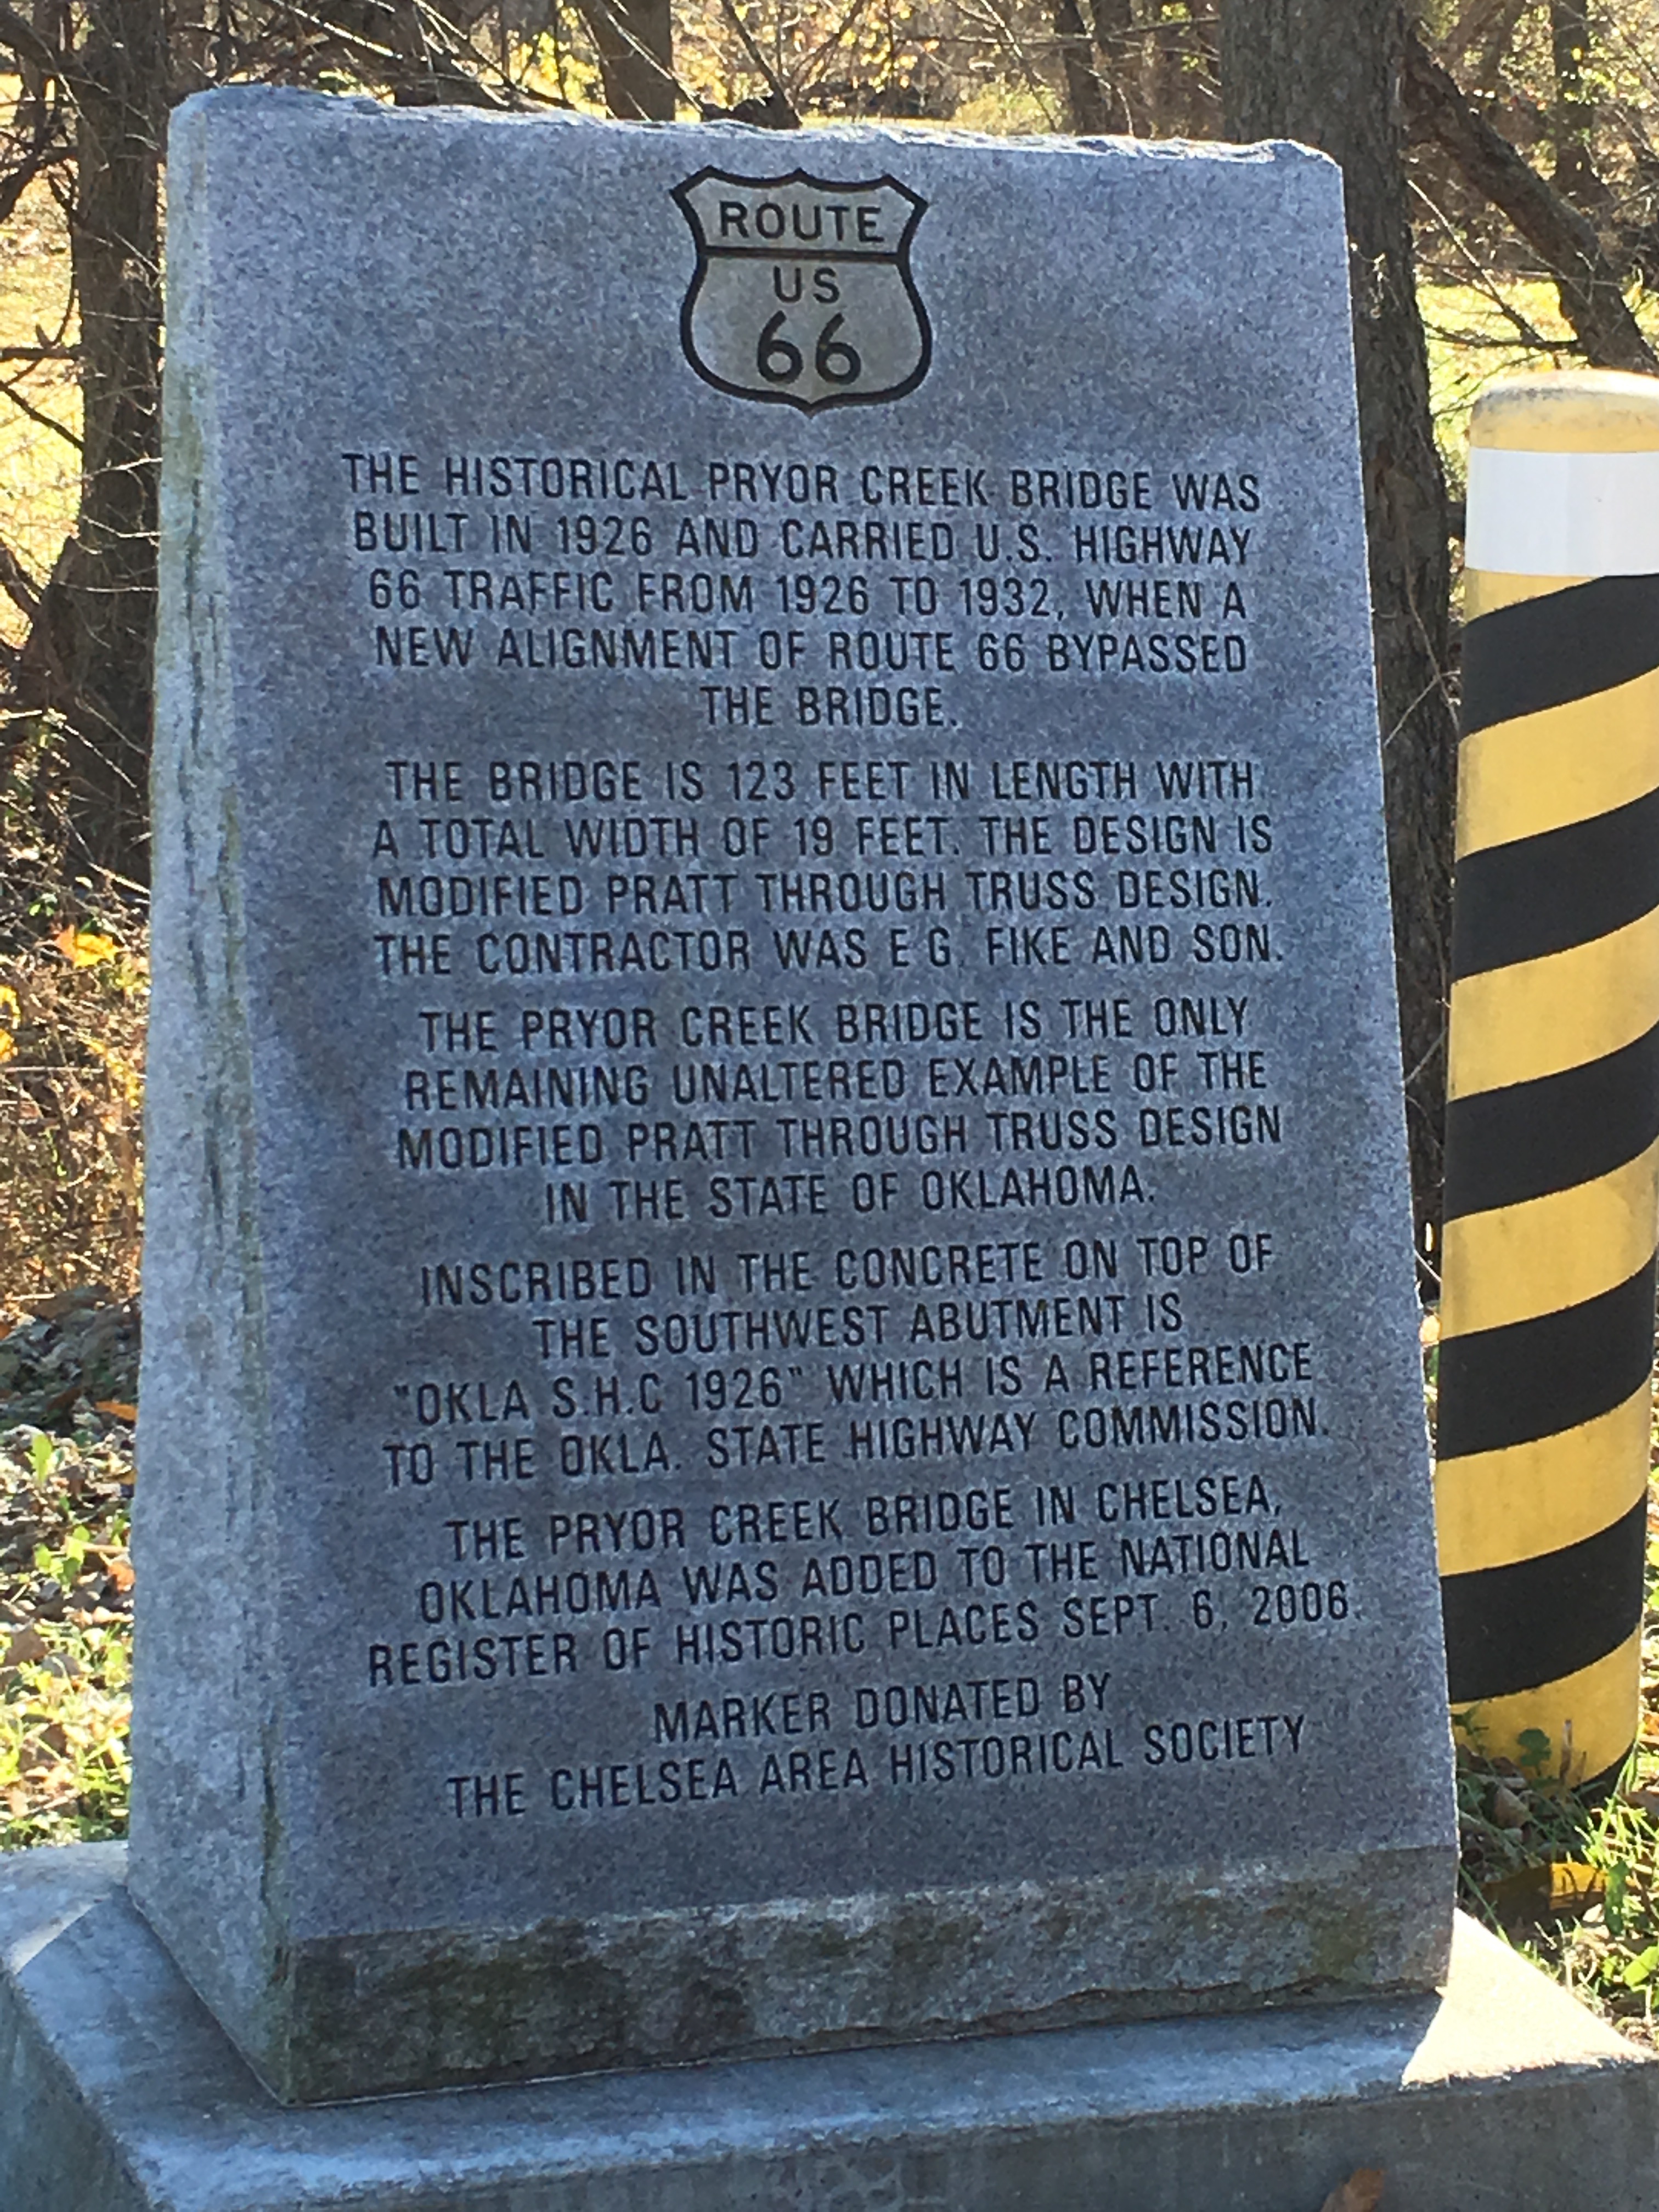 ROUTE
US
66
THE HISTORICAL PRYOR CREEK BRIDGE WAS
BUILT IN 1926 AND CARRIED U.S. HIGHWAY
66 TRAFFIC FROM 1926 TO 1932, WHEN A
NEW ALIGNMENT OF ROUTE 66 BYPASSED
THE BRIDGE.
THE BRIDGE IS 123 FEET IN LENGTH WITH
A TOTAL WIDTH OF 19 FEET. THE DESIGN IS
MODIFIED PRATT THROUGH TRUSS DESIGN.
THE CONTRACTOR WAS E G. FIKE AND SON.
THE PRYOR CREEK BRIDGE IS THE ONLY
REMAINING UNALTERED EXAMPLE OF THE
MODIFIED PRATT THROUGH TRUSS DESIGN
IN THE STATE OF OKLAHOMA.
INSCRIBED IN THE CONCRETE ON TOP OF
THE SOUTHWEST ABUTMENT IS
"OKLA S.H.C 1926" WHICH IS A REFERENCE
TO THE OKLA. STATE HIGHWAY COMMISSION.
THE PRYOR CREEK BRIDGE IN CHELSEA,
OKLAHOMA WAS ADDED TO THE NATIONAL
REGISTER OF HISTORIC PLACES SEPT. 6, 2006.
MARKER DONATED BY
THE CHELSEA AREA HISTORICAL SOCIETY